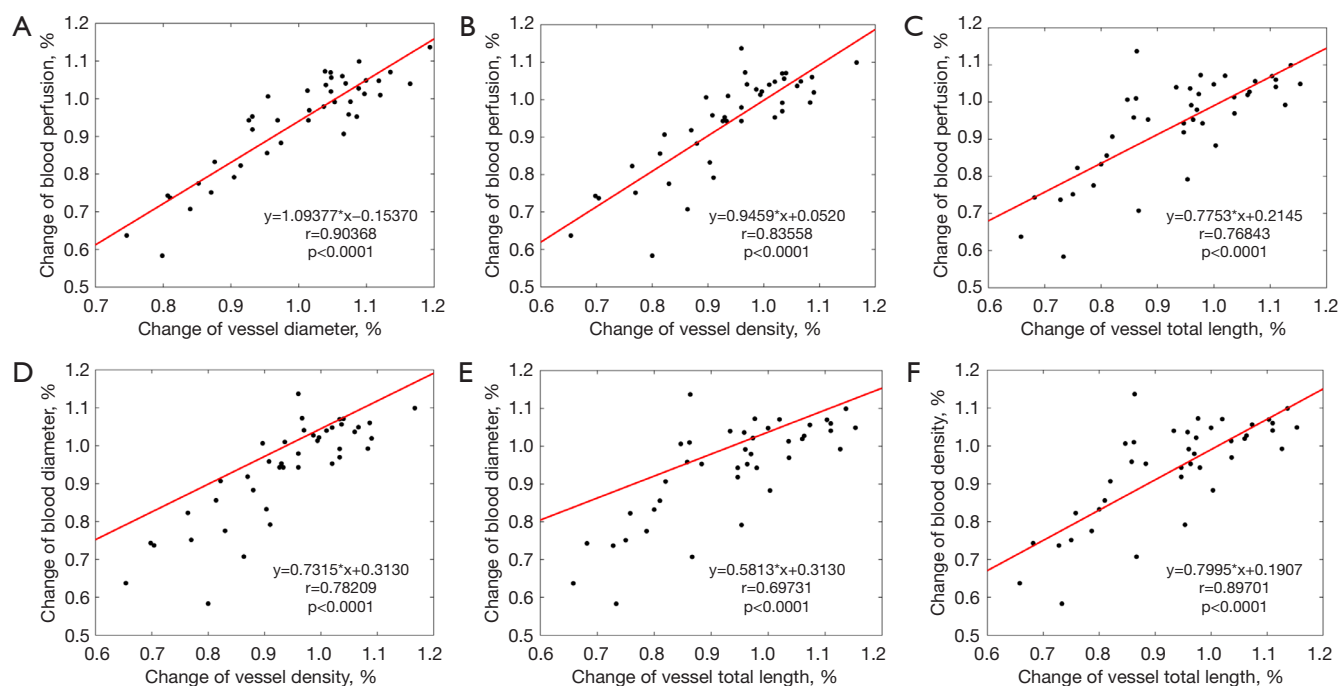 A
Change of blood perfusion, %
1.2
1.1
1.0
0.9
0.8
0.7
0.6
0.5
y=1.09377*x−0.15370
r=0.90368
p<0.0001
0.7 0.8 0.9 1.0 1.1 1.2
Change of vessel diameter, %
B
Change of blood perfusion, %
1.2
1.1
1.0
0.9
0.8
0.7
0.6
0.5
y=0.9459*x+0.0520
r=0.83558
p<0.0001
0.6 0.7 0.8 0.9 1.0 1.1 1.2
Change of vessel density, %
C
Change of blood perfusion, %
1.2
1.1
1.0
0.9
0.8
0.7
0.6
0.5
y=0.7753*x+0.2145
r=0.76843
p<0.0001
0.6 0.7 0.8 0.9 1.0 1.1 1.2
Change of vessel total length, %
D
Change of blood diameter, %
1.2
1.1
1.0
0.9
0.8
0.7
0.6
0.5
y=0.7315*x+0.3130
r=0.78209
p<0.0001
0.6 0.7 0.8 0.9 1.0 1.1 1.2
Change of vessel density, %
E
Change of blood diameter, %
1.2
1.1
1.0
0.9
0.8
0.7
0.6
0.5
y=0.5813*x+0.3130
r=0.69731
p<0.0001
0.6 0.7 0.8 0.9 1.0 1.1 1.2
Change of vessel total length, %
F
Change of blood density, %
1.2
1.1
1.0
0.9
0.8
0.7
0.6
0.5
y=0.7995*x+0.1907
r=0.89701
p<0.0001
0.6 0.7 0.8 0.9 1.0 1.1 1.2
Change of vessel total length, %